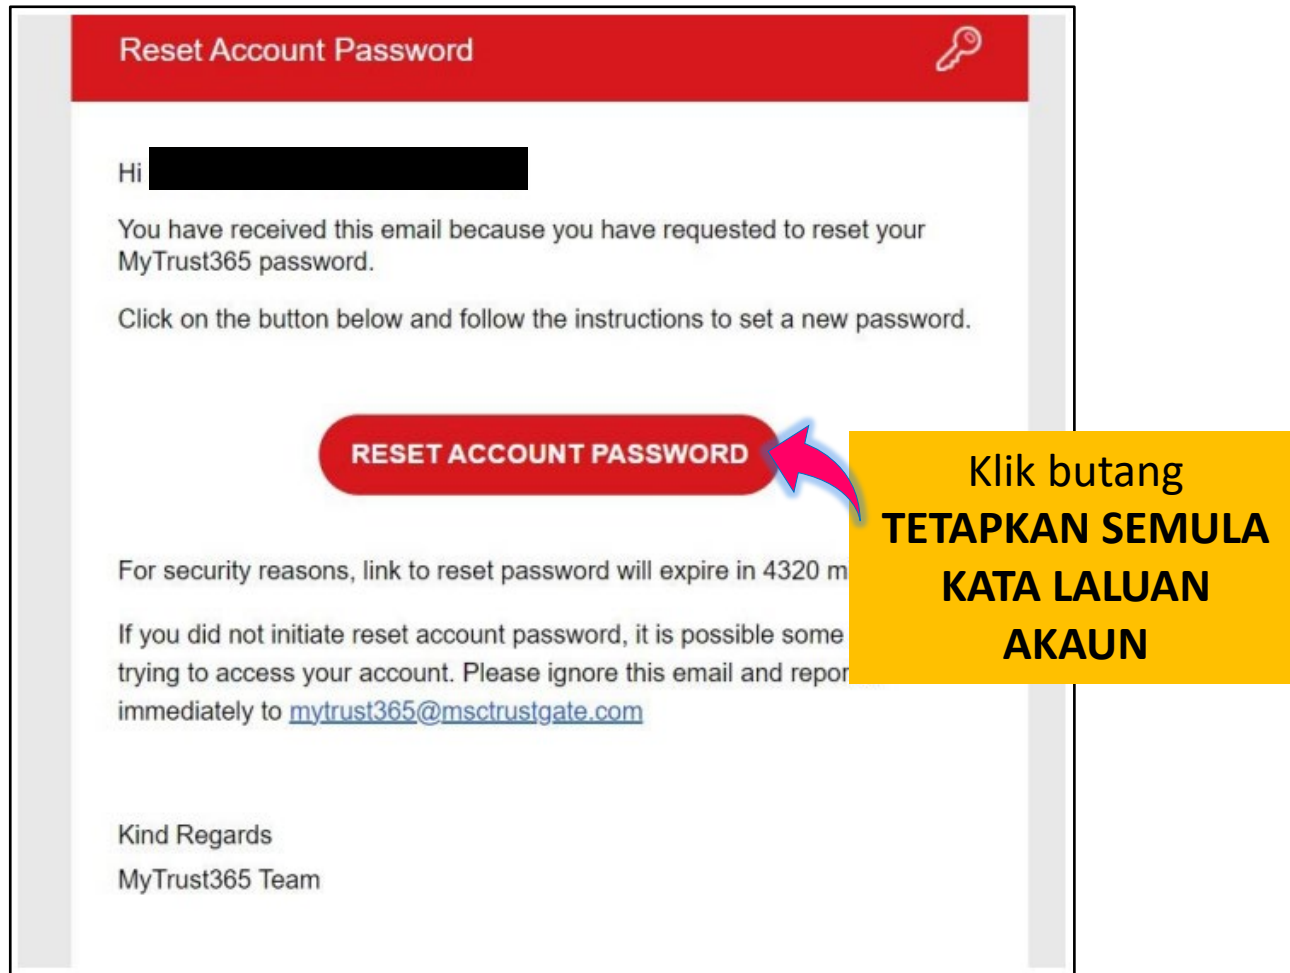 Reset Account Password
Hi
You have received this email because you have requested to reset your
MyTrust365 password.
Click on the button below and follow the instructions to set a new password.
RESET ACCOUNT PASSWORD
Klik butang
TETAPKAN SEMULA
KATA LALUAN
AKAUN
For security reasons, link to reset password will expire in 4320
If you did not initiate reset account password, it is possible some
trying to access your account. Please ignore this email and
immediately to mytrust365@msctrustgate.com
Kind Regards
MyTrust365 Team